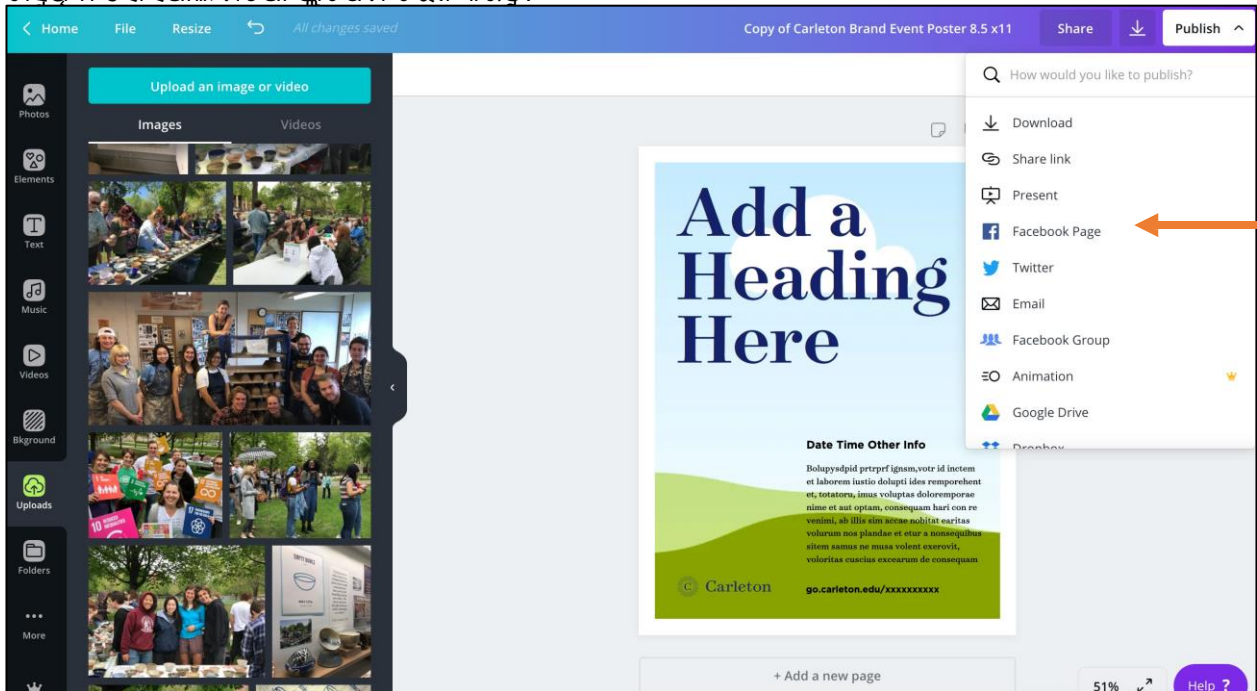 Home
File
Resize
All changes saved
Copy of Carleton Brand Event Poster 8.5 x11
Share
Publish
Photos
Elements
Text
Music
Videos
Bkground
Uploads
Folders
More
Upload an image or video
Images
Videos
How would you like to publish?
Download
Share link
Present
Facebook Page
Twitter
Email
Facebook Group
Animation
Google Drive
Dropbox
Add a
Heading
Here
Date Time Other Info
Bolupysdpid prtrprf ignsm,votr id inctem
et laborem iustio dolupti ides remporehent
et, totatoru, imus voluptas doloremporae
nime et aut optam, consequam hari con re
venimi, ab illis sim accae nobitat earitas
volurum nos plandae et etur a nonsequibus
sitem samus ne musa volent exerovit,
voloritas cuscius excearum de consequam
C Carleton
go.carleton.edu/xxxxxxxxxx
+ Add a new page
51%
Help ?